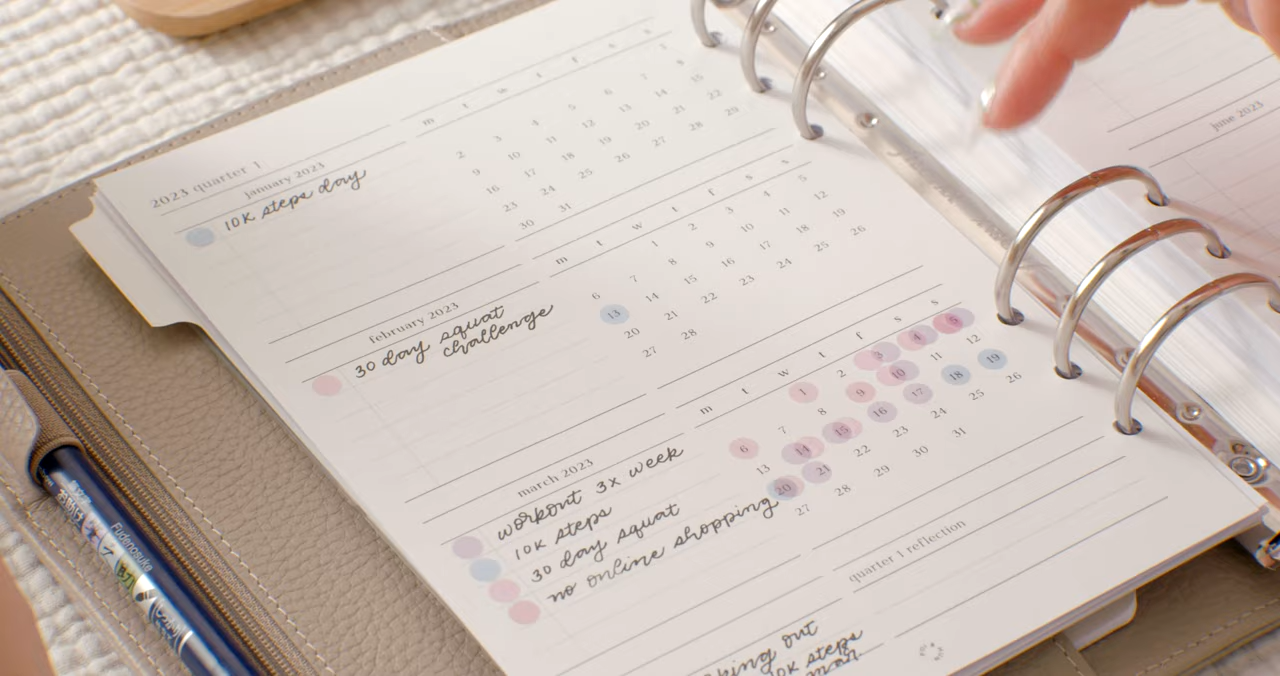 2023 quarter 1
january 2023
10K steps day
m t w t f s s
1
2 3 4 5 6 7 8
9 10 11 12 13 14 15
16 17 18 19 20 21 22
23 24 25 26 27 28 29
30 31
february 2023
30 day squat
challenge
m t w t f s s
1 2 3 4 5
6 7 8 9 10 11 12
13 14 15 16 17 18 19
20 21 22 23 24 25 26
27 28
march 2023
workout 3x week
10K steps
30 day squat
no online shopping
m t w t f s s
1 2 3 4 5
6 7 8 9 10 11 12
13 14 15 16 17 18 19
20 21 22 23 24 25 26
27 28 29 30 31
quarter 1 reflection
out
10K steps
june 2023
Fudenosuke